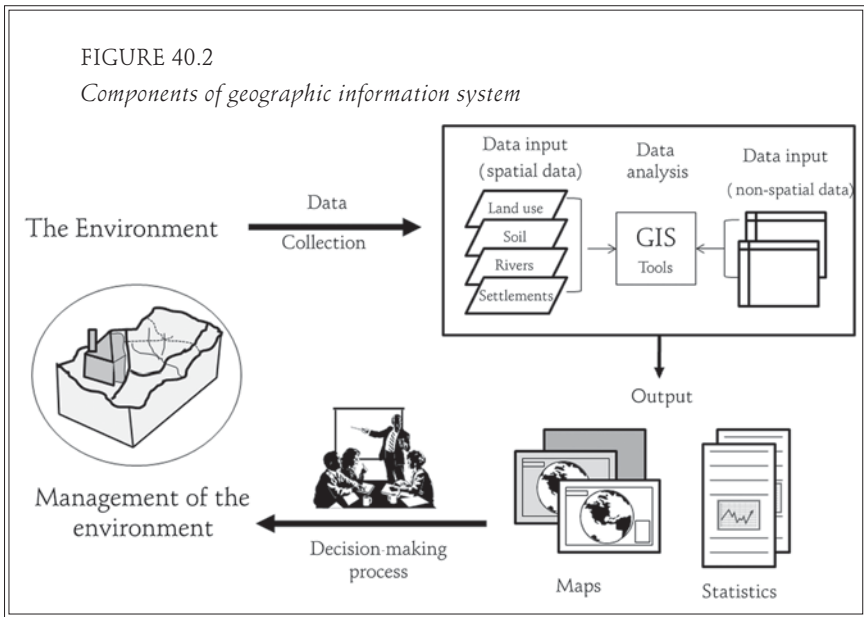 FIGURE 40.2
Components of geographic information system
The Environment
Data
Collection
Data input
(spatial data)
Land use
Soil
Rivers
Settlements
Data
analysis
GIS
Tools
Data input
(non-spatial data)
Output
Maps
Statistics
Decision-making
process
Management of the
environment